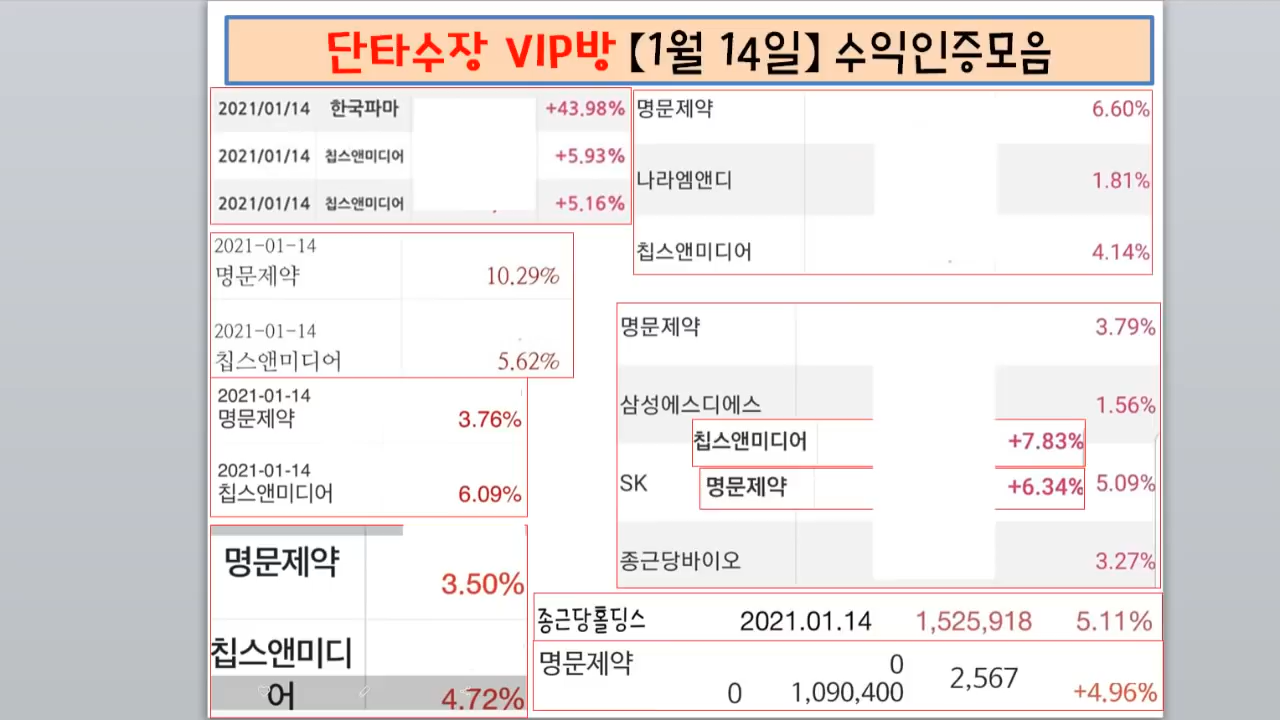 단타수장 VIP방【1월 14일】수익인증모음
2021/01/14 한국파마 +43.98%
2021/01/14 칩스앤미디어 +5.93%
2021/01/14 칩스앤미디어 +5.16%
명문제약 6.60%
나라엠앤디 1.81%
칩스앤미디어 4.14%
2021-01-14
명문제약 10.29%
2021-01-14
칩스앤미디어 5.62%
2021-01-14
명문제약 3.76%
2021-01-14
칩스앤미디어 6.09%
명문제약 3.79%
삼성에스디에스 1.56%
칩스앤미디어 +7.83%
SK 5.09%
명문제약 +6.34%
종근당바이오 3.27%
명문제약
3.50%
칩스앤미디
어 4.72%
종근당홀딩스 2021.01.14 1,525,918 5.11%
명문제약 0
0 1,090,400 2,567 +4.96%